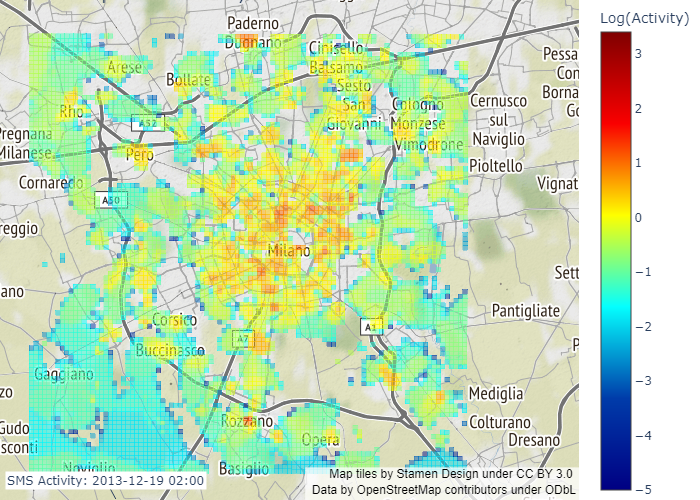 Log(Activity)
3
2
1
0
−1
−2
−3
−4
−5
Paderno
Dugnano
Cinisello
Balsamo
Arese
Bollate
Sesto
San
Giovanni
Cologno
Monzese
Cernusco
sul
Naviglio
Pessa
Con
Borna
Go
Rho
A52
Pregnana
Milanese
Pero
Vimodrone
Pioltello
Cornaredo
Vignat
A50
reggio
Milano
Sett
ano
Pantigliate
Corsico
A7
A1
Buccinasco
P
Gaggiano
zo
Mediglia
Rozzano
Colturano
Gudo
sconti
Opera
Dresano
Noviglio
Basiglio
SMS Activity: 2013-12-19 02:00
Map tiles by Stamen Design under CC BY 3.0
Data by OpenStreetMap contributors under ODbL